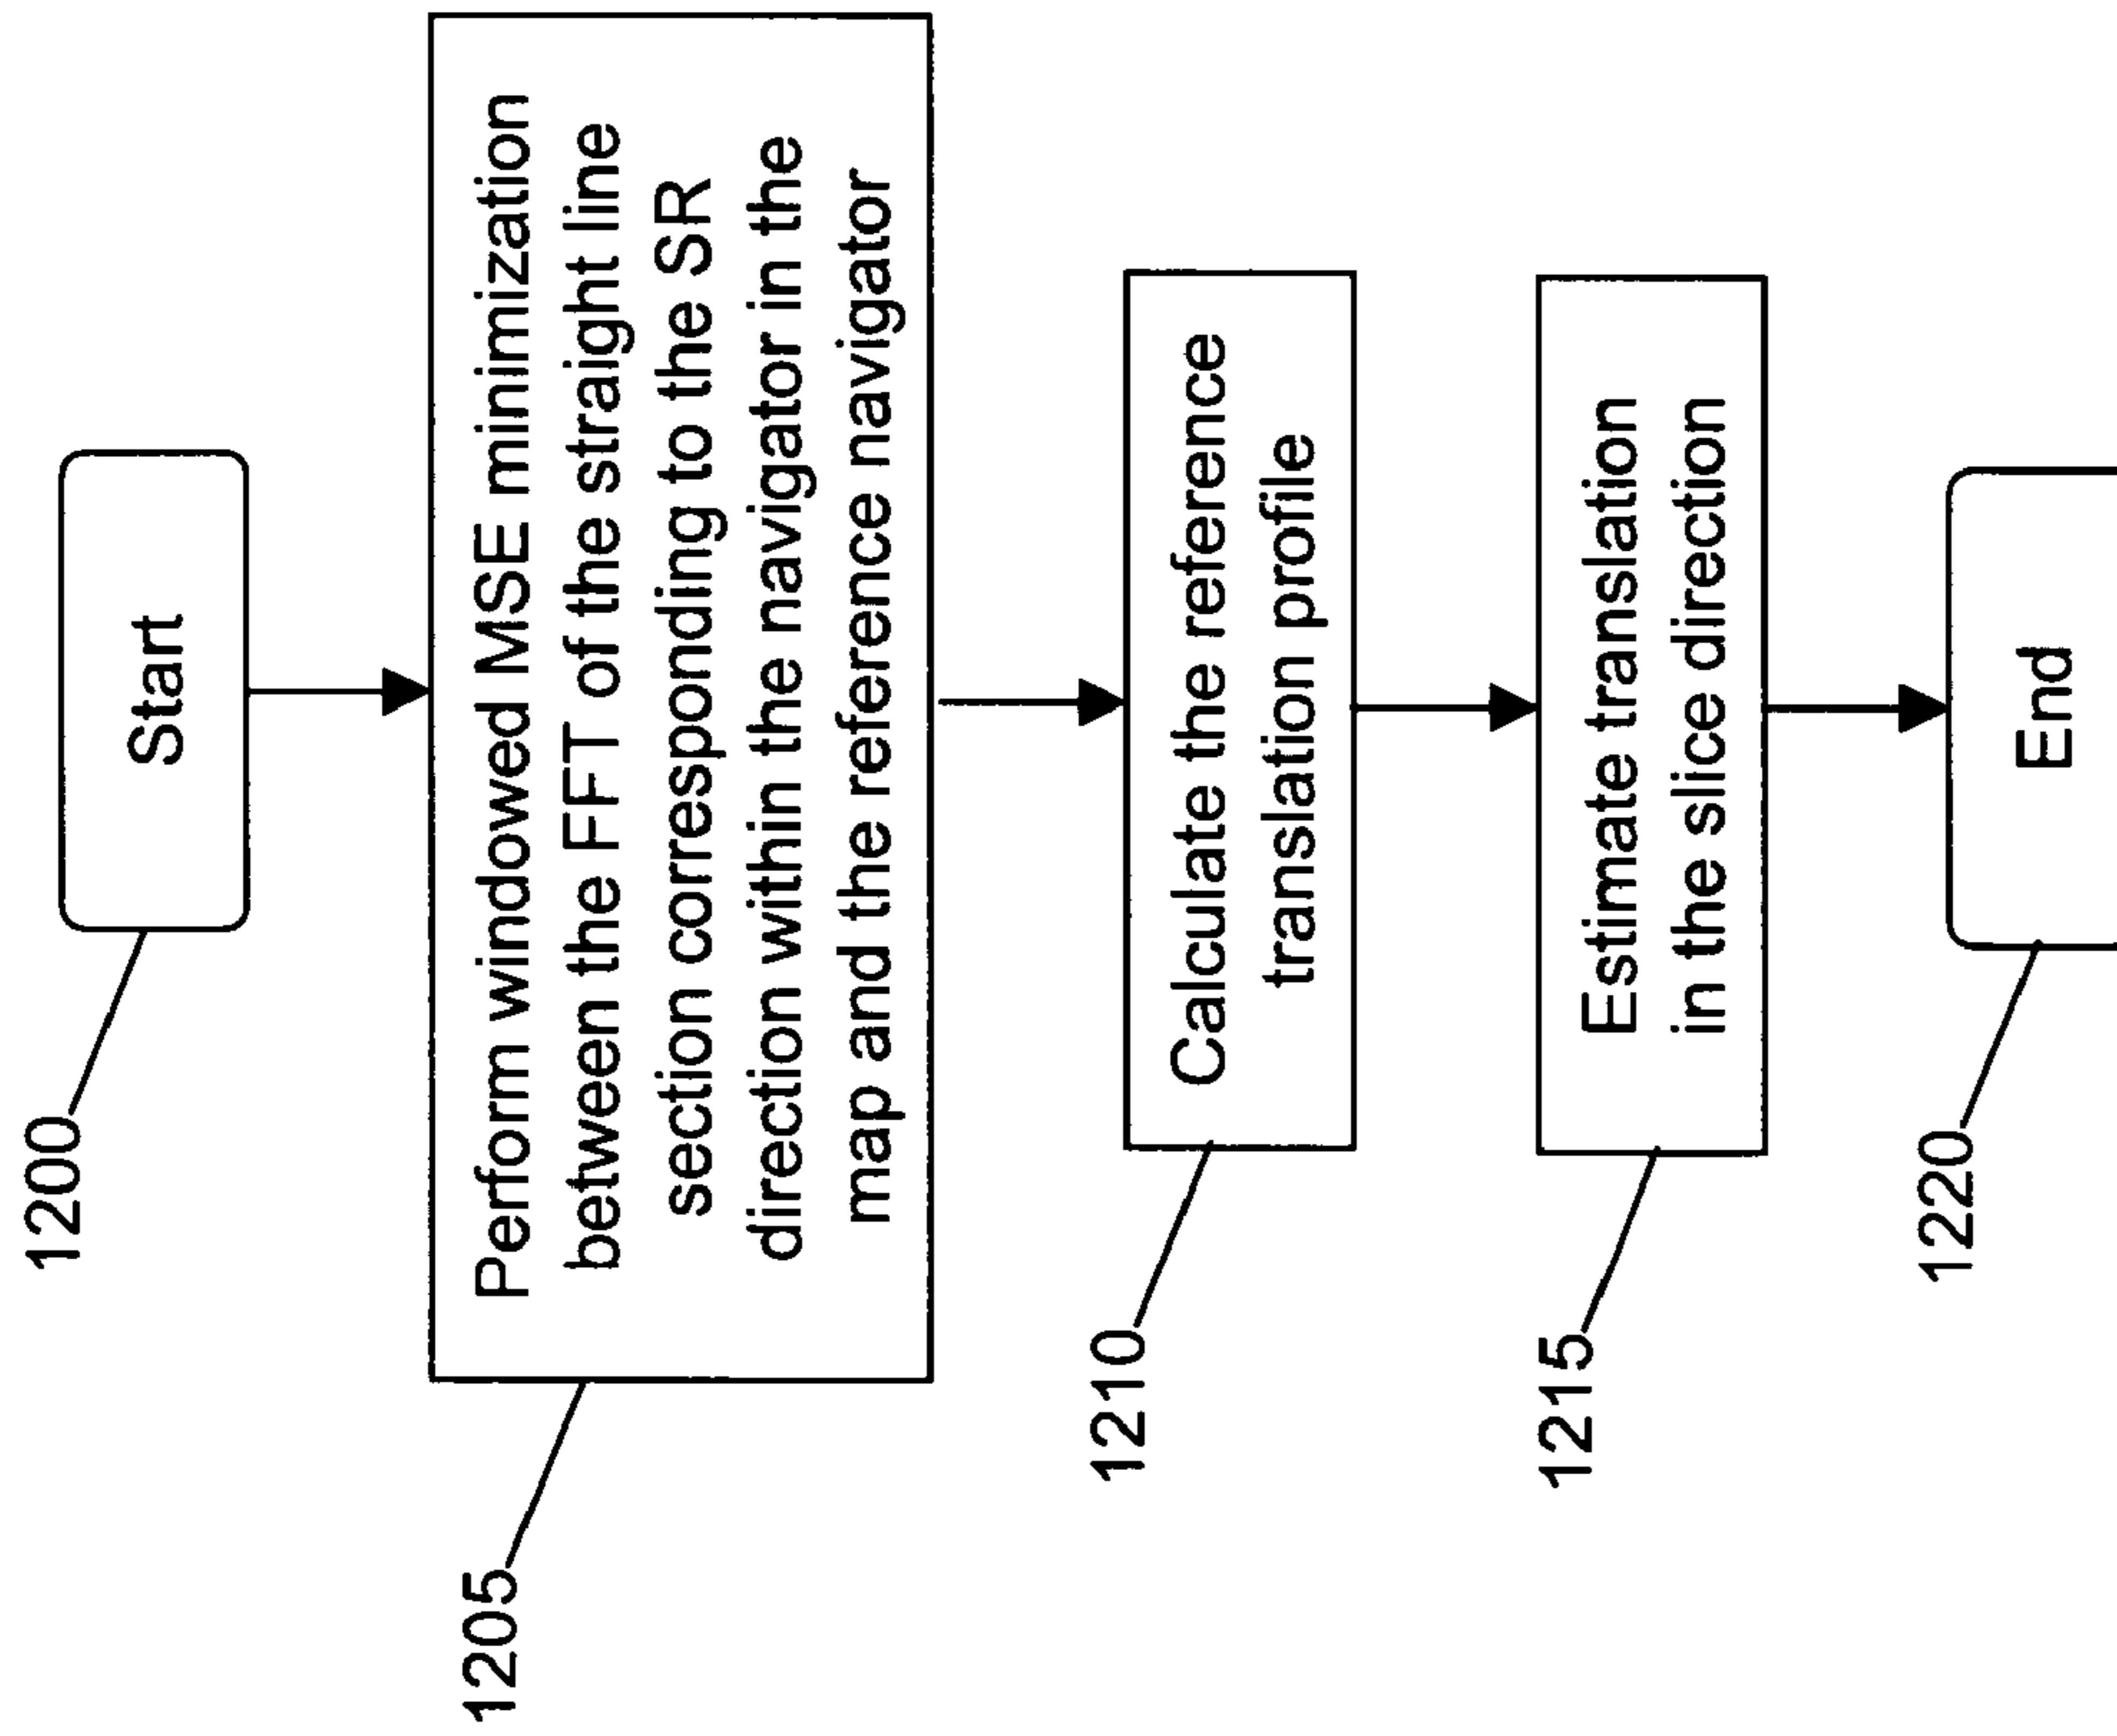 1200
Start
1205
Perform windowed MSE minimization
between the FFT of the straight line
section corresponding to the SR
direction within the navigator in the
map and the reference navigator
1210
Calculate the reference
translation profile
1215
Estimate translation
in the slice direction
1220
End